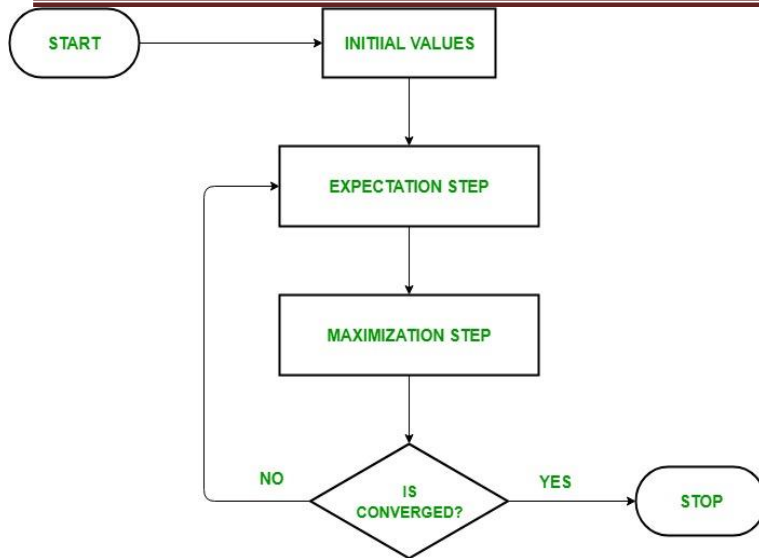 START
INITIIAL VALUES
EXPECTATION STEP
MAXIMIZATION STEP
IS
CONVERGED?
NO
YES
STOP